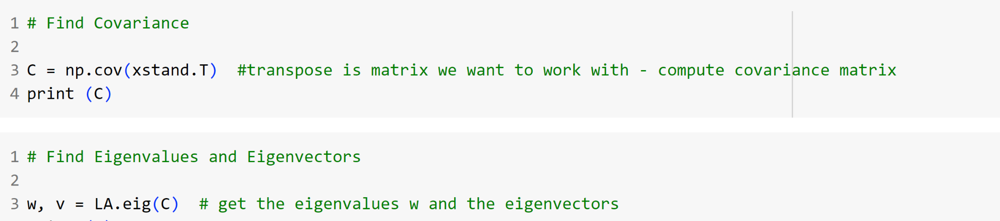 1 # Find Covariance
2
3 C = np.cov(xstand.T)  #transpose is matrix we want to work with - compute covariance matrix
4 print (C)
1 # Find Eigenvalues and Eigenvectors
2
3 w, v = LA.eig(C)  # get the eigenvalues w and the eigenvectors